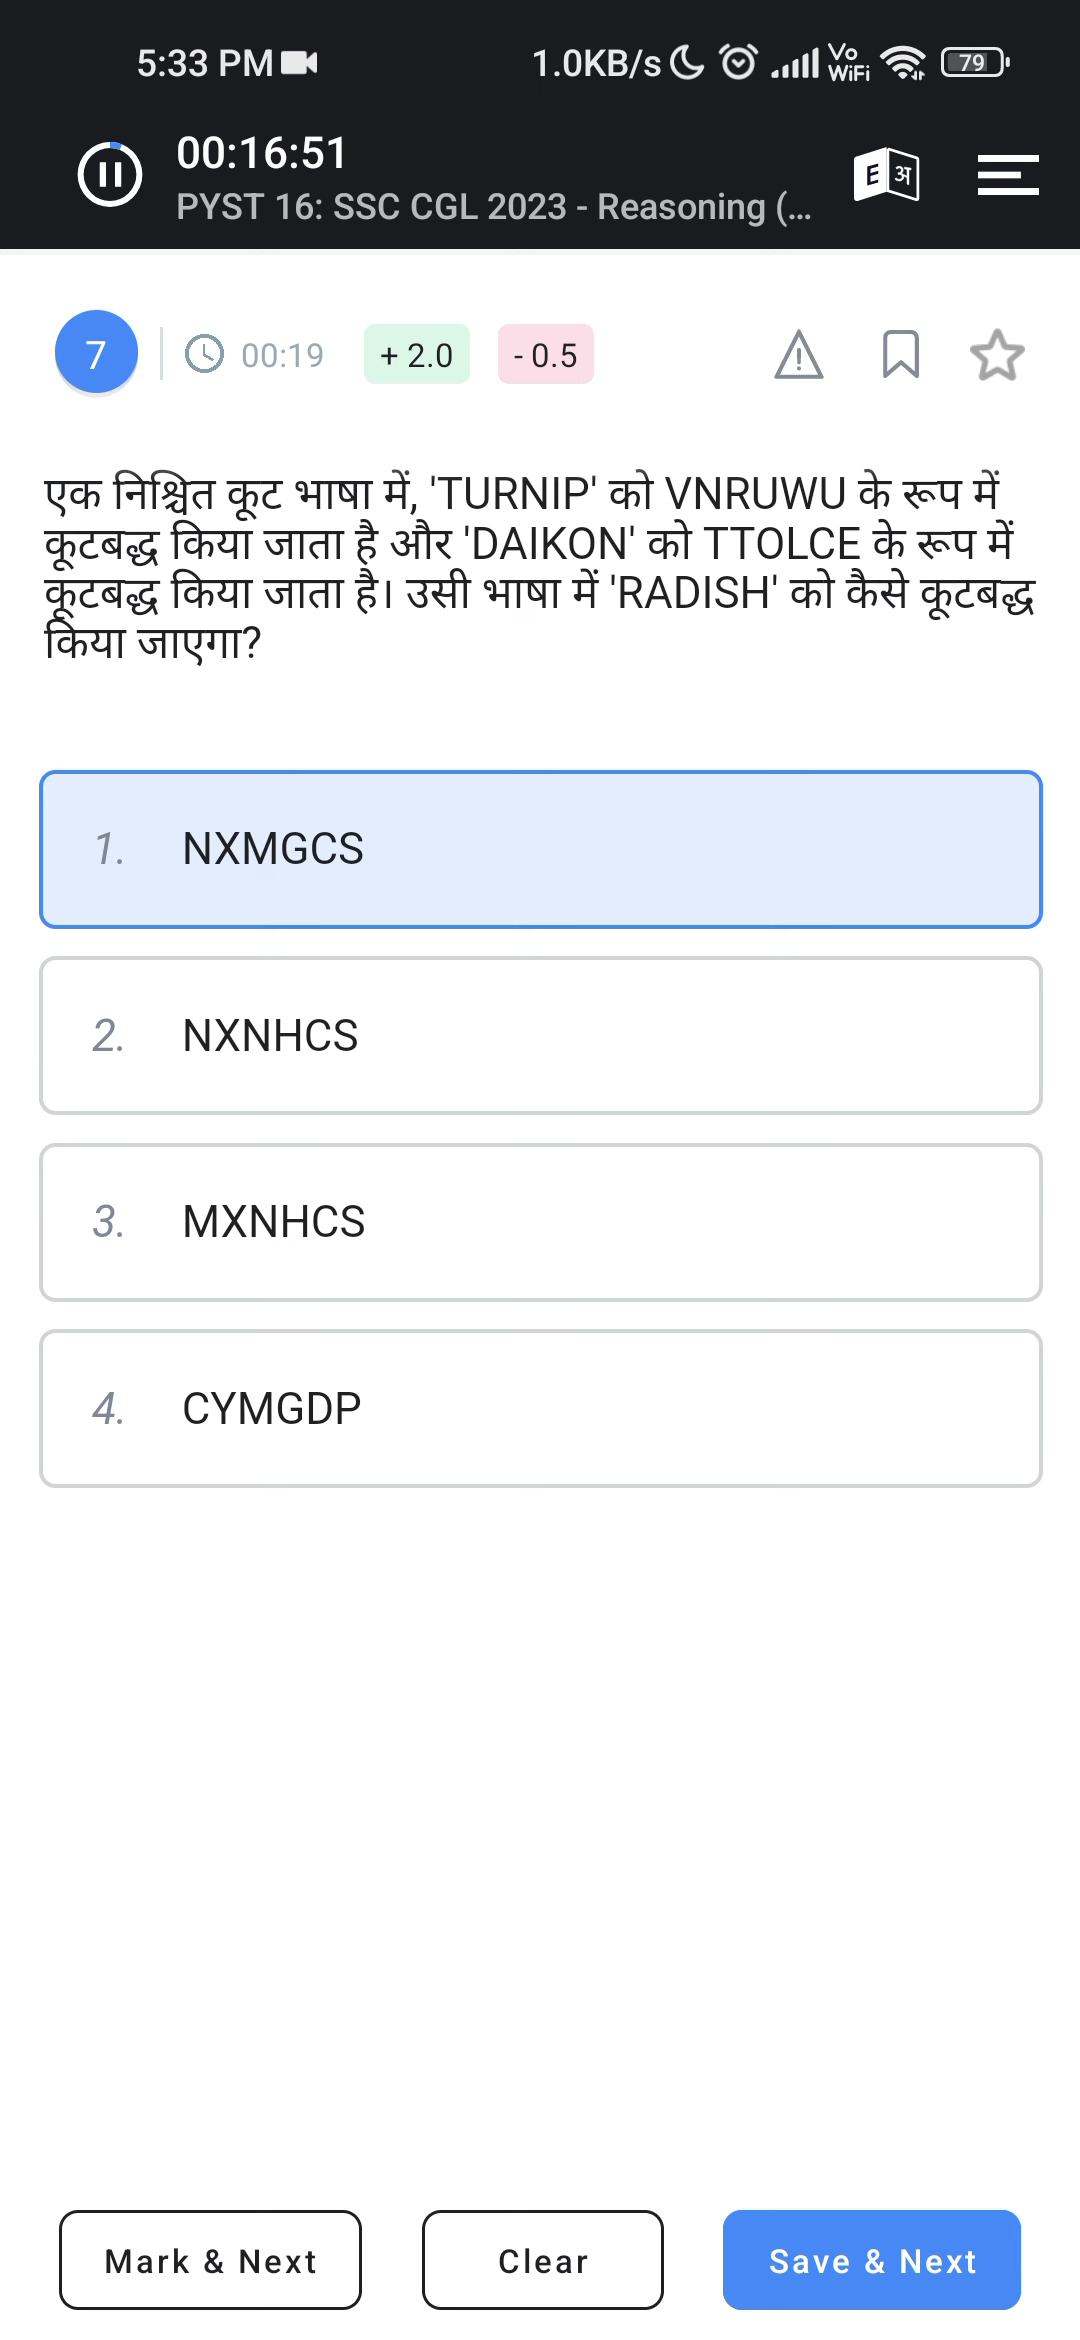 5:33 PM 1.0KB/s Vo WiFi 79
00:16:51
PYST 16: SSC CGL 2023 - Reasoning (...
E अ
7 00:19 + 2.0 - 0.5
एक निश्चित कूट भाषा में, 'TURNIP' को VNRUWU के रूप में
कूटबद्ध किया जाता है और 'DAIKON' को TTOLCE के रूप में
कूटबद्ध किया जाता है। उसी भाषा में 'RADISH' को कैसे कूटबद्ध
किया जाएगा?
1. NXMGCS
2. NXNHCS
3. MXNHCS
4. CYMGDP
Mark & Next Clear Save & Next